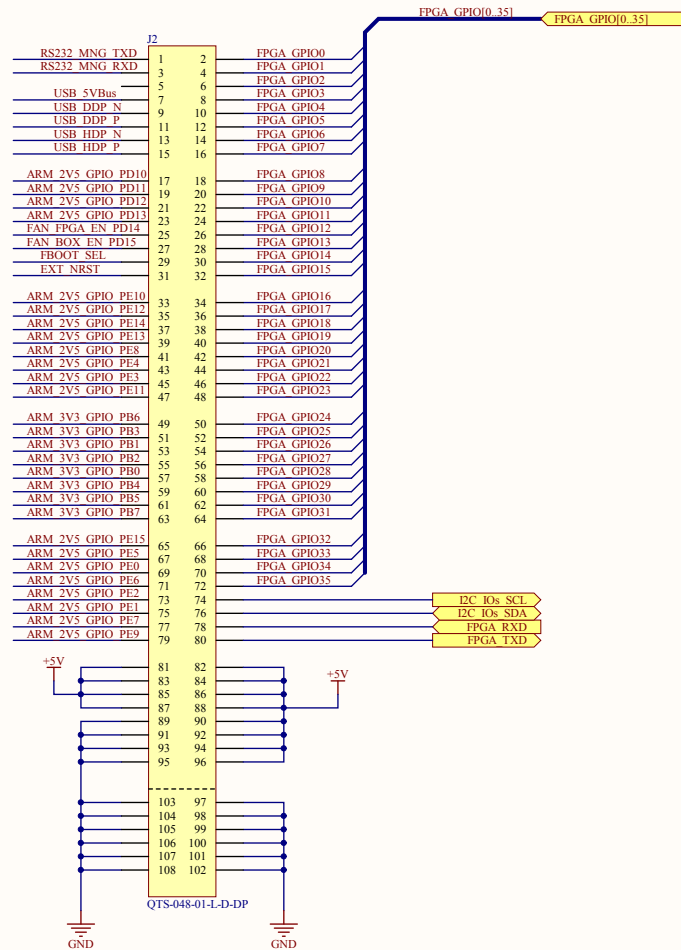 FPGA_GPIO[0..35] FPGA_GPIO[0..35]
J2
RS232_MNG_TXD 1 2 FPGA_GPIO0
RS232_MNG_RXD 3 4 FPGA_GPIO1
5 6 FPGA_GPIO2
USB_5VBus 7 8 FPGA_GPIO3
USB_DDP_N 9 10 FPGA_GPIO4
USB_DDP_P 11 12 FPGA_GPIO5
USB_HDP_N 13 14 FPGA_GPIO6
USB_HDP_P 15 16 FPGA_GPIO7
ARM_2V5_GPIO_PD10 17 18 FPGA_GPIO8
ARM_2V5_GPIO_PD11 19 20 FPGA_GPIO9
ARM_2V5_GPIO_PD12 21 22 FPGA_GPIO10
ARM_2V5_GPIO_PD13 23 24 FPGA_GPIO11
FAN_FPGA_EN_PD14 25 26 FPGA_GPIO12
FAN_BOX_EN_PD15 27 28 FPGA_GPIO13
FBOOT_SEL 29 30 FPGA_GPIO14
EXT_NRST 31 32 FPGA_GPIO15
ARM_2V5_GPIO_PE10 33 34 FPGA_GPIO16
ARM_2V5_GPIO_PE12 35 36 FPGA_GPIO17
ARM_2V5_GPIO_PE14 37 38 FPGA_GPIO18
ARM_2V5_GPIO_PE13 39 40 FPGA_GPIO19
ARM_2V5_GPIO_PE8 41 42 FPGA_GPIO20
ARM_2V5_GPIO_PE4 43 44 FPGA_GPIO21
ARM_2V5_GPIO_PE3 45 46 FPGA_GPIO22
ARM_2V5_GPIO_PE11 47 48 FPGA_GPIO23
ARM_3V3_GPIO_PB6 49 50 FPGA_GPIO24
ARM_3V3_GPIO_PB3 51 52 FPGA_GPIO25
ARM_3V3_GPIO_PB1 53 54 FPGA_GPIO26
ARM_3V3_GPIO_PB2 55 56 FPGA_GPIO27
ARM_3V3_GPIO_PB0 57 58 FPGA_GPIO28
ARM_3V3_GPIO_PB4 59 60 FPGA_GPIO29
ARM_3V3_GPIO_PB5 61 62 FPGA_GPIO30
ARM_3V3_GPIO_PB7 63 64 FPGA_GPIO31
ARM_2V5_GPIO_PE15 65 66 FPGA_GPIO32
ARM_2V5_GPIO_PE5 67 68 FPGA_GPIO33
ARM_2V5_GPIO_PE0 69 70 FPGA_GPIO34
ARM_2V5_GPIO_PE6 71 72 FPGA_GPIO35
ARM_2V5_GPIO_PE2 73 74 I2C_IOs_SCL
ARM_2V5_GPIO_PE1 75 76 I2C_IOs_SDA
ARM_2V5_GPIO_PE7 77 78 FPGA_RXD
ARM_2V5_GPIO_PE9 79 80 FPGA_TXD
+5V 81 82 +5V
83 84
85 86
87 88
89 90
91 92
93 94
95 96
103 97
104 98
105 99
106 100
107 101
108 102
QTS-048-01-L-D-DP
GND GND